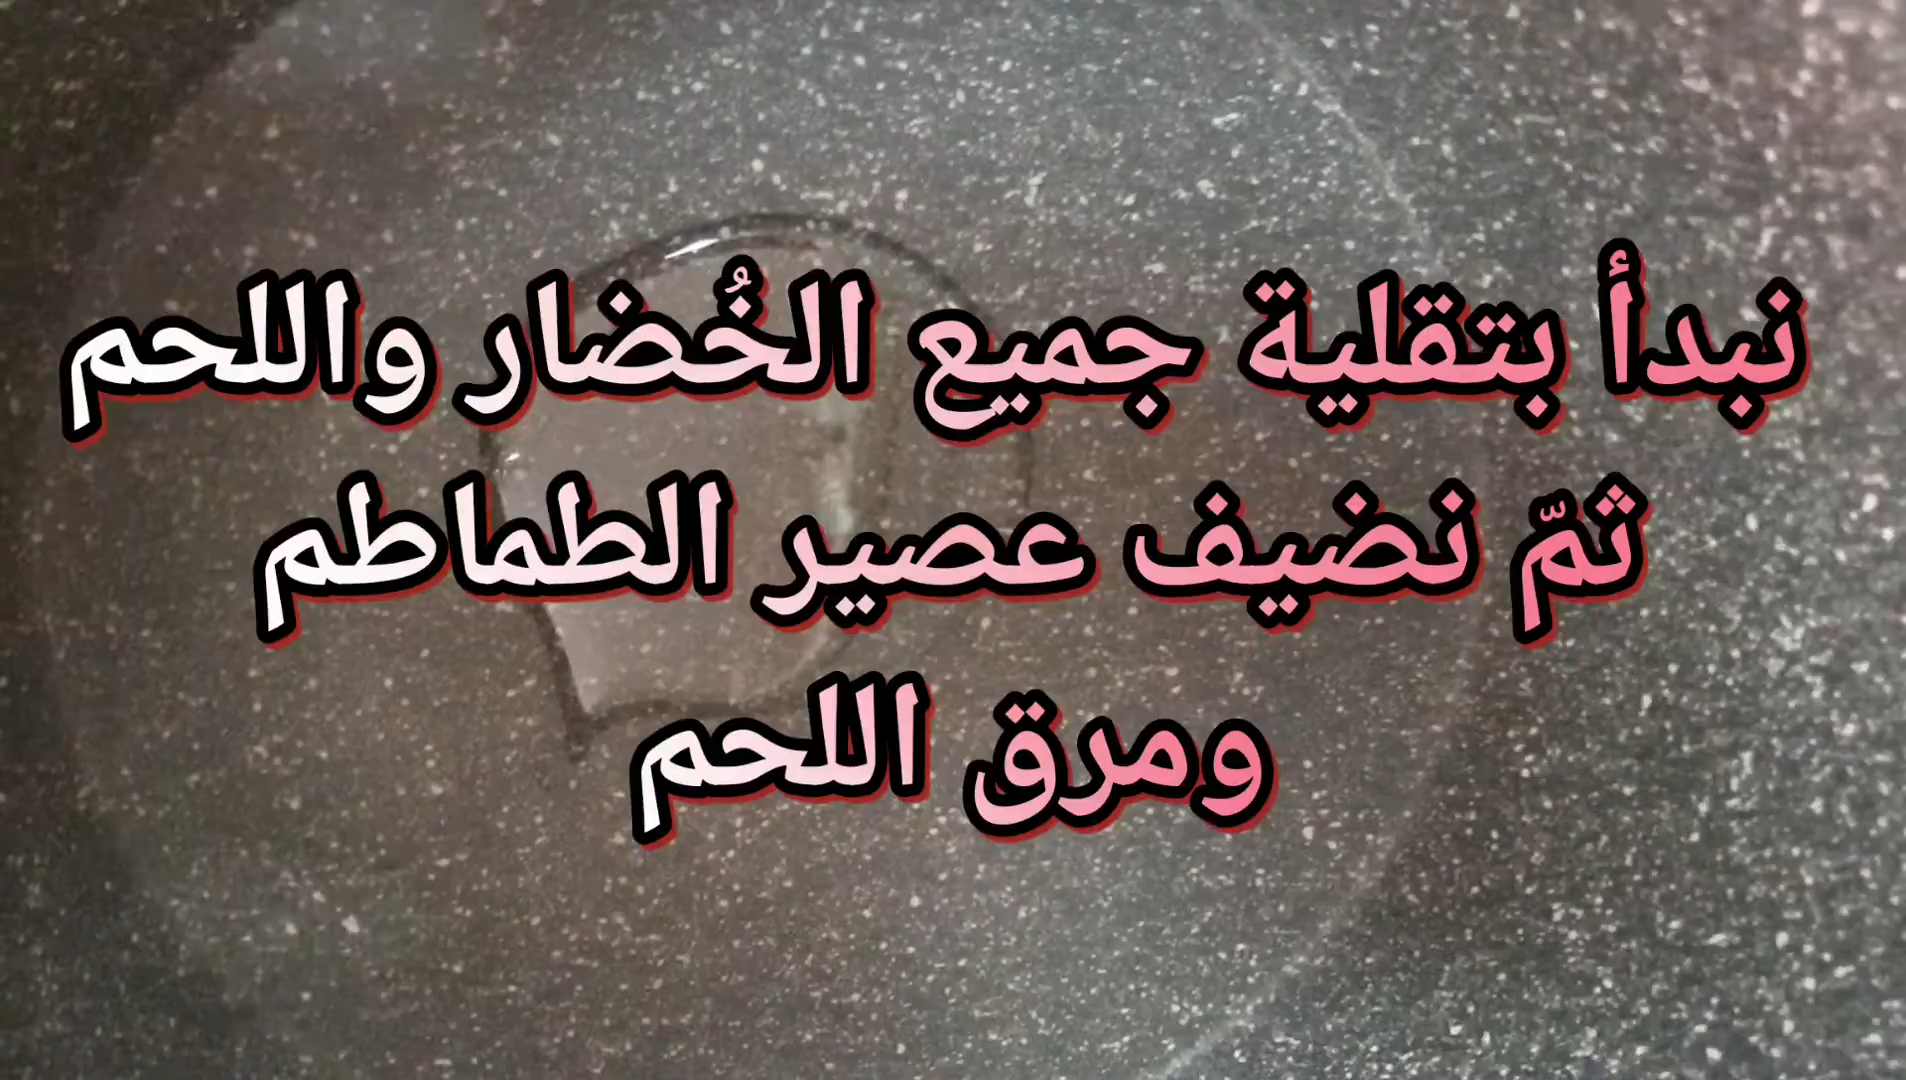 نبدأ بتقلية جميع الخُضار واللحم
ثمّ نضيف عصير الطماطم
ومرق اللحم